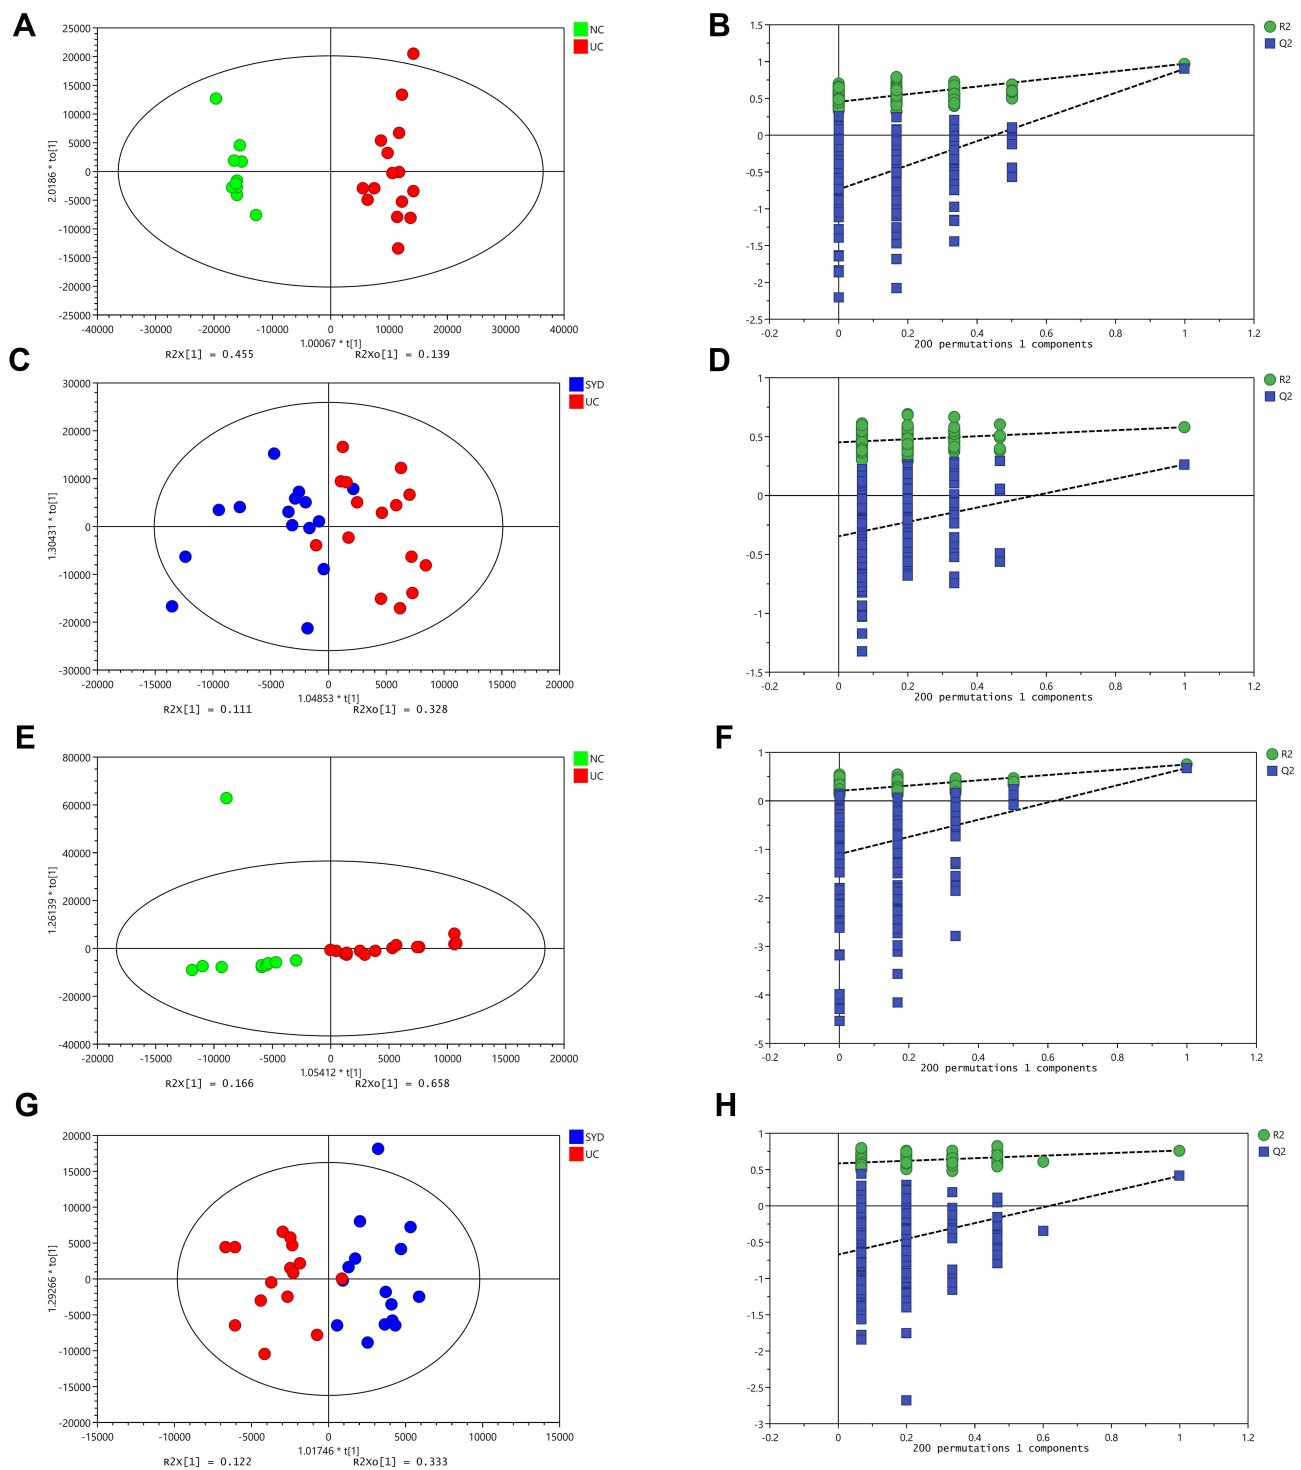 A
NC
UC
25000
20000
15000
10000
5000
0
-5000
-10000
-15000
-20000
-25000
2.0186 * to[1]
-40000 -30000 -20000 -10000 0 10000 20000 30000 40000
1.00067 * t[1]
R2X[1] = 0.455 R2Xo[1] = 0.139
B
R2
Q2
1.5
1
0.5
0
-0.5
-1
-1.5
-2
-2.5
-0.2 0 0.2 0.4 0.6 0.8 1 1.2
200 permutations 1 components
C
SYD
UC
30000
20000
10000
0
-10000
-20000
-30000
1.30431 * to[1]
-20000 -15000 -10000 -5000 0 5000 10000 15000 20000
1.04853 * t[1]
R2X[1] = 0.111 R2Xo[1] = 0.328
D
R2
Q2
1
0.5
0
-0.5
-1
-1.5
-0.2 0 0.2 0.4 0.6 0.8 1 1.2
200 permutations 1 components
E
NC
UC
80000
60000
40000
20000
0
-20000
-40000
1.26139 * to[1]
-20000 -15000 -10000 -5000 0 5000 10000 15000 20000
1.05412 * t[1]
R2X[1] = 0.166 R2Xo[1] = 0.658
F
R2
Q2
1
0
-1
-2
-3
-4
-5
-0.2 0 0.2 0.4 0.6 0.8 1 1.2
200 permutations 1 components
G
SYD
UC
20000
15000
10000
5000
0
-5000
-10000
-15000
-20000
1.29266 * to[1]
-15000 -10000 -5000 0 5000 10000 15000
1.01746 * t[1]
R2X[1] = 0.122 R2Xo[1] = 0.333
H
R2
Q2
1
0.5
0
-0.5
-1
-1.5
-2
-2.5
-3
-0.2 0 0.2 0.4 0.6 0.8 1 1.2
200 permutations 1 components